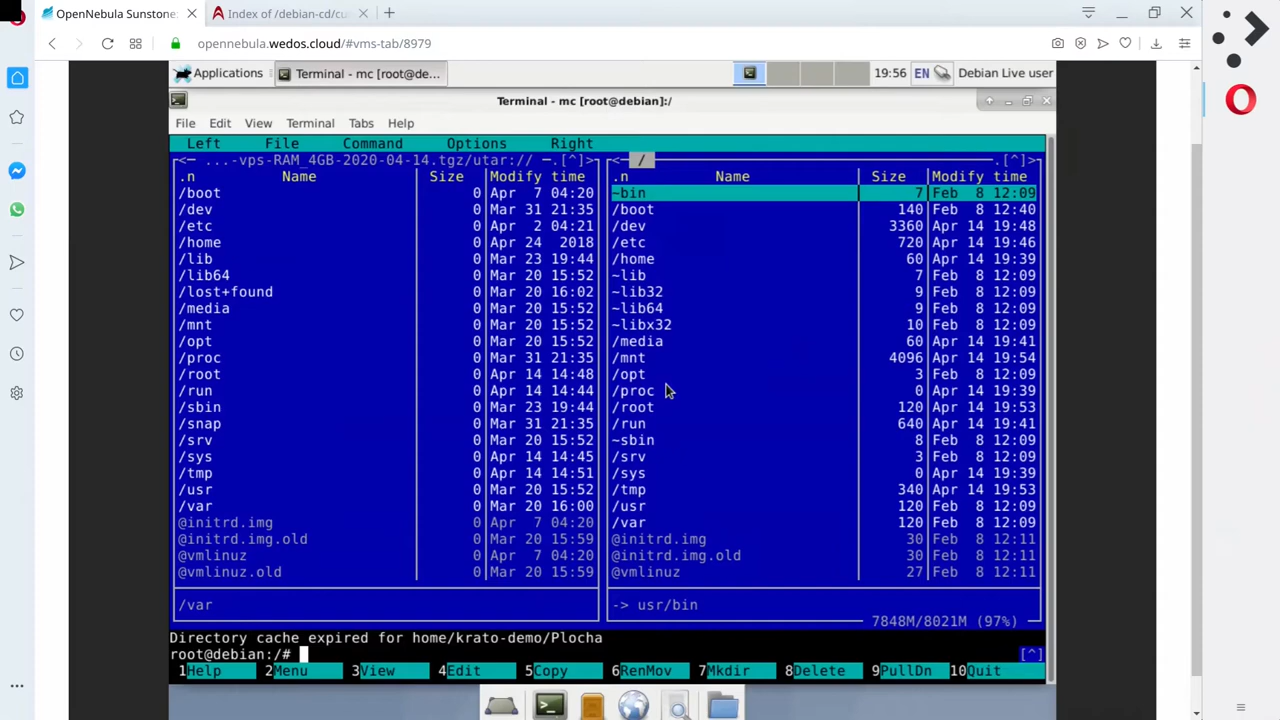 OpenNebula Sunstone: Index of /debian-cd/cu
opennebula.wedos.cloud/#vms-tab/8979
Applications Terminal - mc [root@de... 19:56 EN Debian Live user
Terminal - mc [root@debian]:/
File Edit View Terminal Tabs Help
Left File Command Options Right
<- ...-vps-RAM_4GB-2020-04-14.tgz/utar:// -.[^]> <- / .[^]>
.n Name Size Modify time .n Name Size Modify time
/boot 0 Apr 7 04:20 ~bin 7 Feb 8 12:09
/dev 0 Mar 31 21:35 /boot 140 Feb 8 12:40
/etc 0 Apr 2 04:21 /dev 3360 Apr 14 19:48
/home 0 Apr 24 2018 /etc 720 Apr 14 19:46
/lib 0 Mar 23 19:44 /home 60 Apr 14 19:39
/lib64 0 Mar 20 15:52 ~lib 7 Feb 8 12:09
/lost+found 0 Mar 20 16:02 ~lib32 9 Feb 8 12:09
/media 0 Mar 20 15:52 ~lib64 9 Feb 8 12:09
/mnt 0 Mar 20 15:52 ~libx32 10 Feb 8 12:09
/opt 0 Mar 20 15:52 /media 60 Apr 14 19:41
/proc 0 Mar 31 21:35 /mnt 4096 Apr 14 19:54
/root 0 Apr 14 14:48 /opt 3 Feb 8 12:09
/run 0 Apr 14 14:44 /proc 0 Apr 14 19:39
/sbin 0 Mar 23 19:44 /root 120 Apr 14 19:53
/snap 0 Mar 31 21:35 /run 640 Apr 14 19:41
/srv 0 Mar 20 15:52 ~sbin 8 Feb 8 12:09
/sys 0 Apr 14 14:45 /srv 3 Feb 8 12:09
/tmp 0 Apr 14 14:51 /sys 0 Apr 14 19:39
/usr 0 Mar 20 15:52 /tmp 340 Apr 14 19:53
/var 0 Mar 20 16:00 /usr 120 Feb 8 12:09
@initrd.img 0 Apr 7 04:20 /var 120 Feb 8 12:09
@initrd.img.old 0 Mar 20 15:59 @initrd.img 30 Feb 8 12:11
@vmlinuz 0 Apr 7 04:20 @initrd.img.old 30 Feb 8 12:11
@vmlinuz.old 0 Mar 20 15:59 @vmlinuz 27 Feb 8 12:11
/var -> usr/bin
7848M/8021M (97%)
Directory cache expired for home/krato-demo/Plocha
root@debian:/# [^]
1Help 2Menu 3View 4Edit 5Copy 6RenMov 7Mkdir 8Delete 9PullDn 10Quit